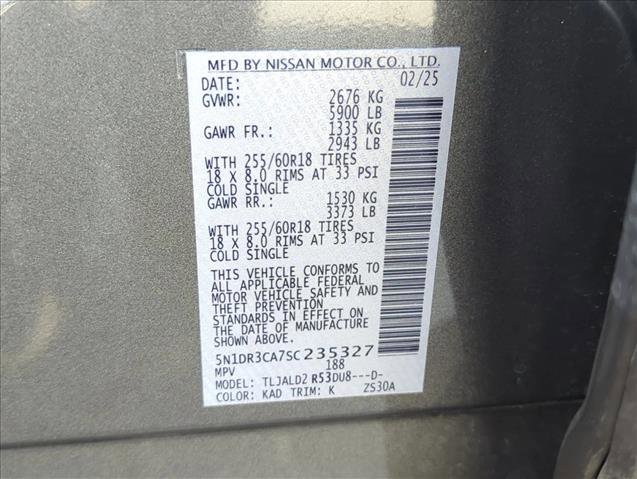 MFD BY NISSAN MOTOR CO., LTD.
DATE: 02/25
GVWR: 2676 KG
5900 LB
GAWR FR.: 1335 KG
2943 LB
WITH 255/60R18 TIRES
18 X 8.0 RIMS AT 33 PSI
COLD SINGLE
GAWR RR.: 1530 KG
3373 LB
WITH 255/60R18 TIRES
18 X 8.0 RIMS AT 33 PSI
COLD SINGLE
THIS VEHICLE CONFORMS TO
ALL APPLICABLE FEDERAL
MOTOR VEHICLE SAFETY AND
THEFT PREVENTION
STANDARDS IN EFFECT ON
THE DATE OF MANUFACTURE
SHOWN ABOVE.
5N1DR3CA7SC235327
MPV 188
MODEL: TLJALD2 R53DU8---D-
COLOR: KAD TRIM: K ZS30A